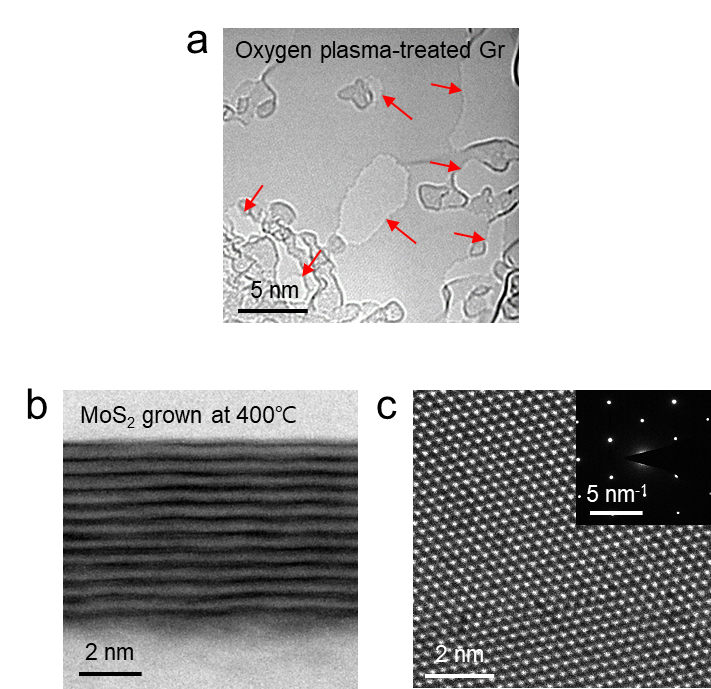 a
Oxygen plasma-treated Gr
5 nm
b
MoS₂ grown at 400℃
2 nm
c
5 nm⁻¹
2 nm